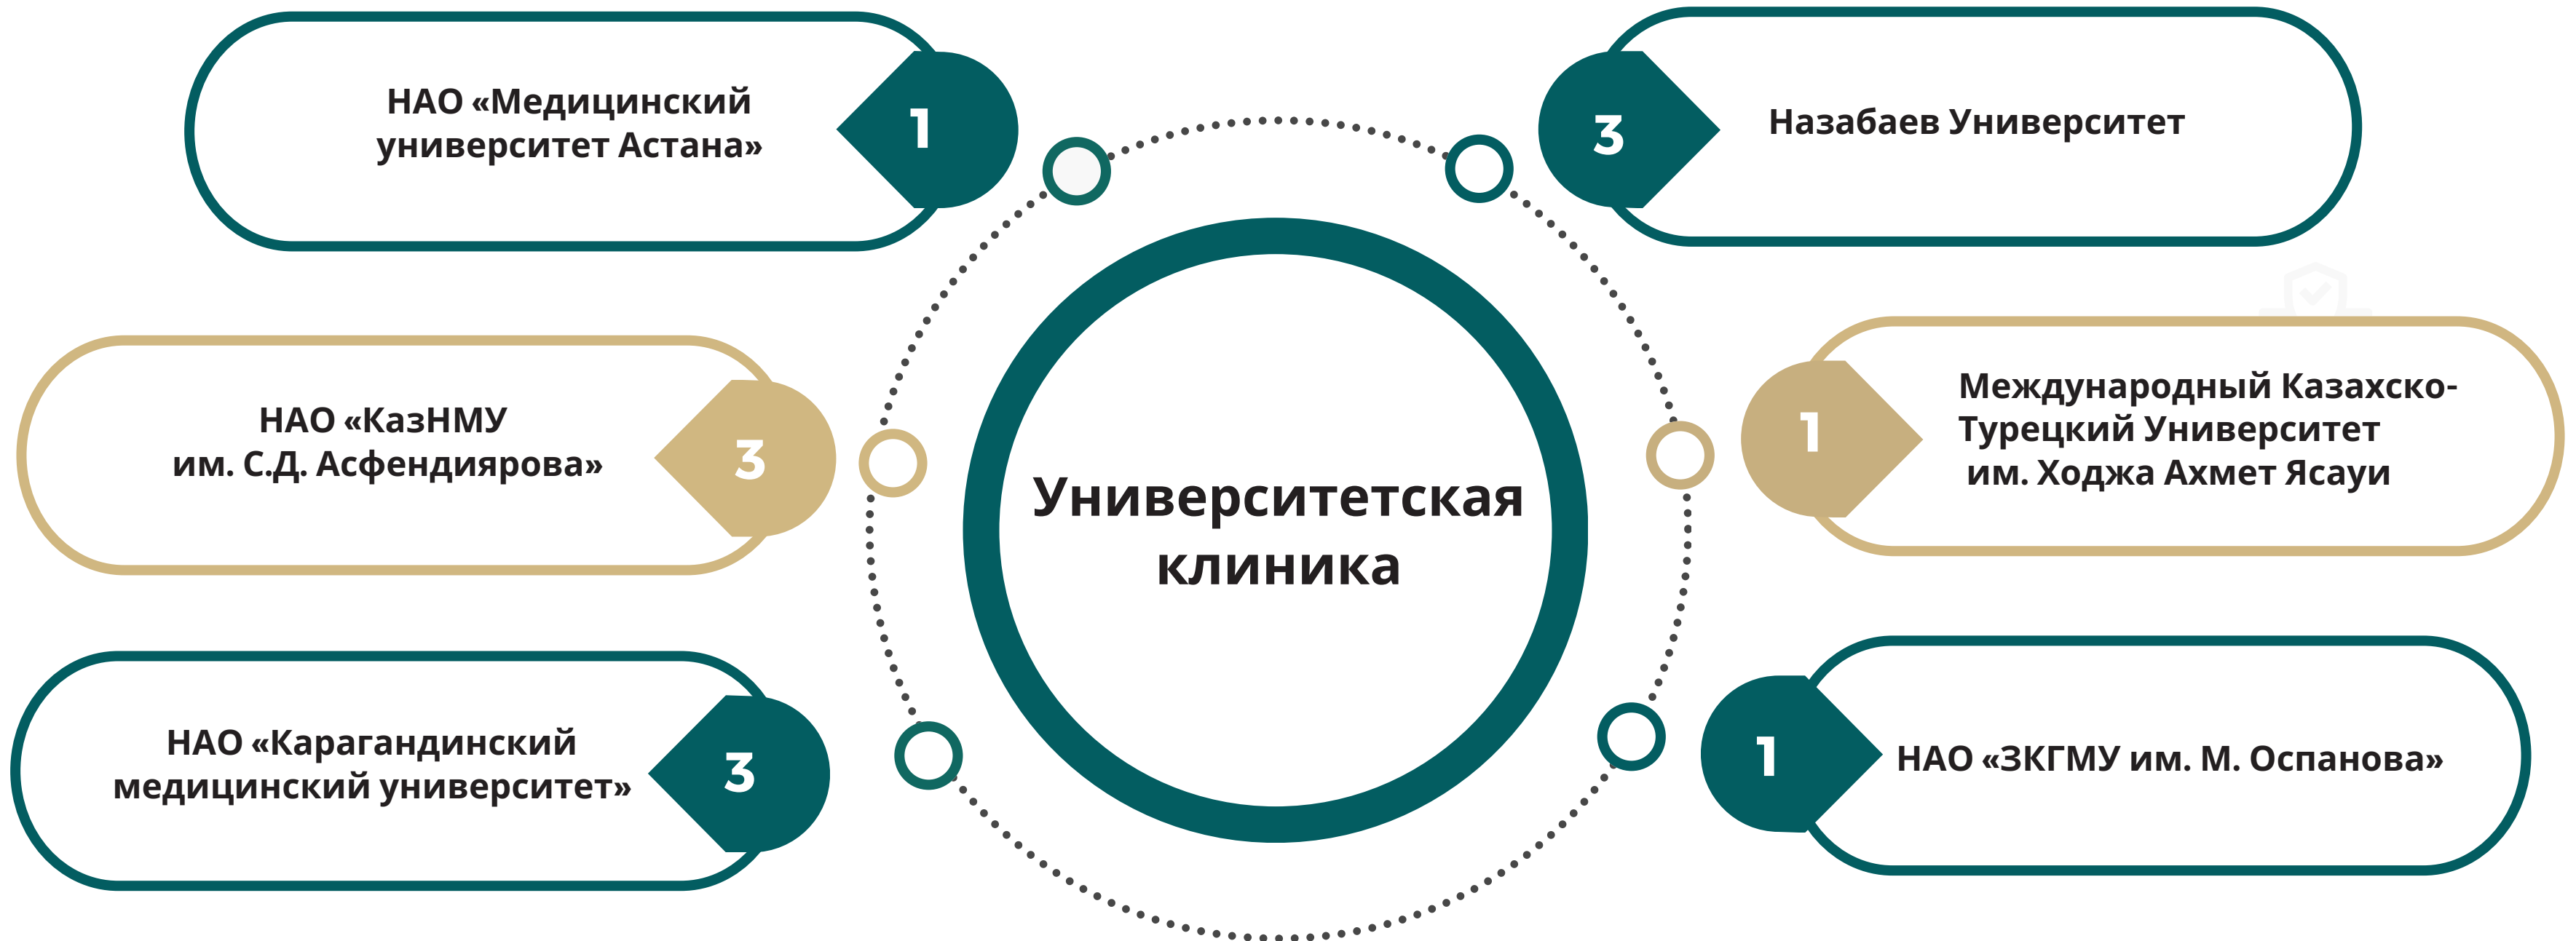 НАО «Медицинский
университет Астана»
1
НАО «КазНМУ
им. С.Д. Асфендиярова»
3
НАО «Карагандинский
медицинский университет»
3
Университетская
клиника
3
Назабаев Университет
1
Международный Казахско-
Турецкий Университет
им. Ходжа Ахмет Ясауи
1
НАО «ЗКГМУ им. М. Оспанова»